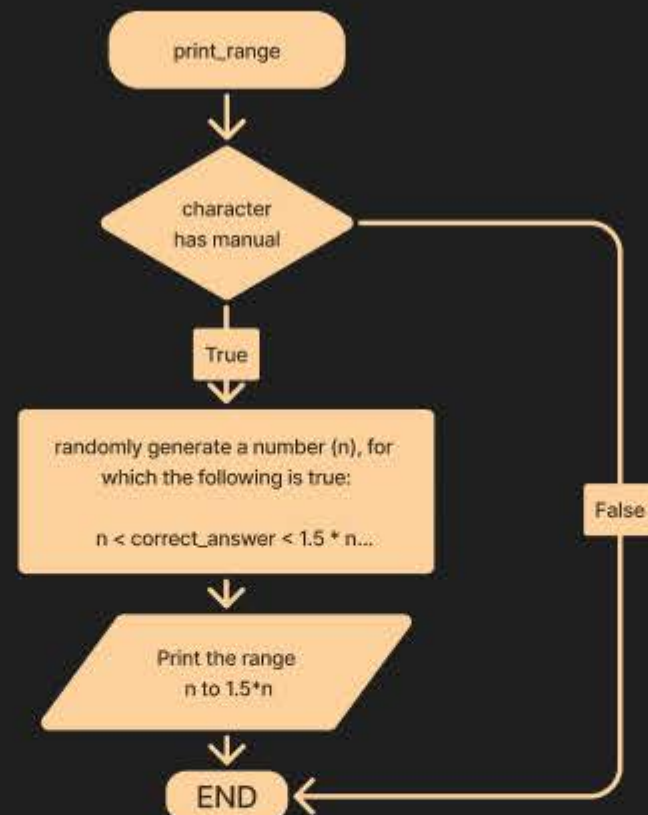 print_range
character
has manual
True
randomly generate a number (n), for
which the following is true:
n < correct_answer < 1.5 * n...
False
Print the range
n to 1.5*n
END